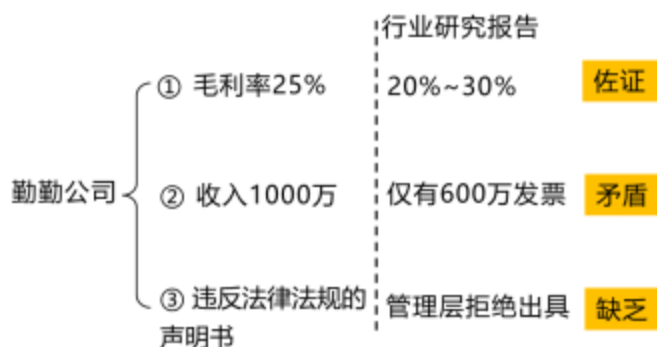 行业研究报告
① 毛利率25%
20%~30%
佐证
勤勤公司
② 收入1000万
仅有600万发票
矛盾
③ 违反法律法规的
声明书
管理层拒绝出具
缺乏